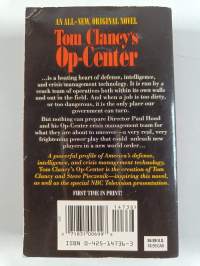 AN ALL-NEW, ORIGINAL NOVEL
Tom Clancy's
Op-Center
...is a beating heart of defense, intelligence,
and crisis management technology. It is run by a
crack team of operatives both within its own walls
and out in the field. And when a job is too dirty,
or too dangerous, it is the only place our
government can turn.
But nothing can prepare Director Paul Hood
and his Op-Center crisis management team for
what they are about to uncover—a very real, very
frightening power play that could unleash new
players in a new world order...
A powerful profile of America's defense,
intelligence, and crisis management technology,
Tom Clancy's Op-Center is the creation of Tom
Clancy and Steve Pieczenik—inspiring this novel,
as well as the special NBC Television presentation.
FIRST TIME IN PRINT!
ISBN 0-425-14736-3